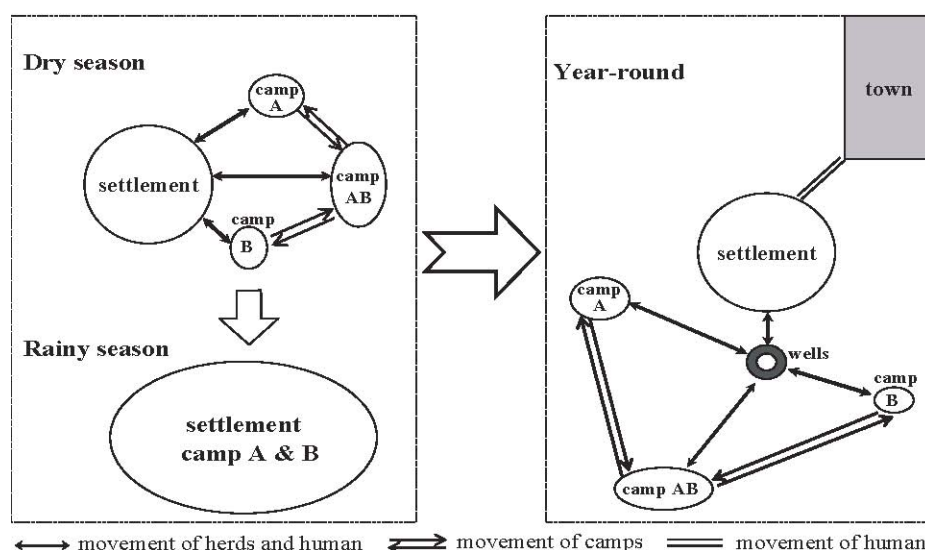 Dry season
camp
A
settlement
camp
AB
camp
B
Rainy season
settlement
camp A & B
Year-round
town
settlement
camp
A
wells
camp
B
camp AB
movement of herds and human
movement of camps
movement of human